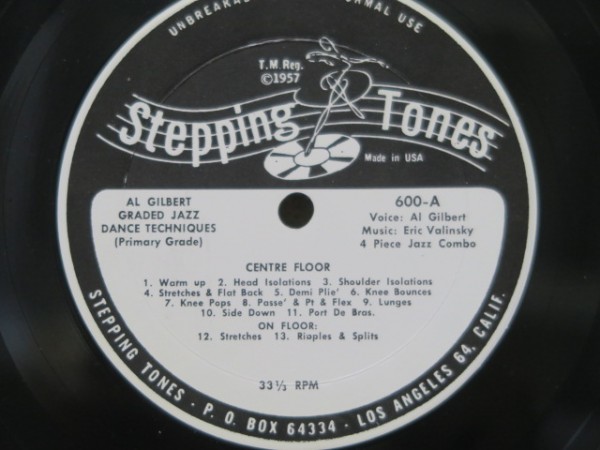 UNBREAKAB
RMAL USE
T.M. Reg.
©1957
Stepping Tones
Made in USA
AL GILBERT
GRADED JAZZ
DANCE TECHNIQUES
(Primary Grade)
600-A
Voice: Al Gilbert
Music: Eric Valinsky
4 Piece Jazz Combo
CENTRE FLOOR
1. Warm up 2. Head Isolations 3. Shoulder Isolations
4. Stretches & Flat Back 5. Demi Plie' 6. Knee Bounces
7. Knee Pops 8. Passe' & Pt & Flex 9. Lunges
10. Side Down 11. Port De Bras.
ON FLOOR:
12. Stretches 13. Ripples & Splits
33⅓ RPM
STEPPING TONES - P. O. BOX 64334 - LOS ANGELES 64, CALIF.